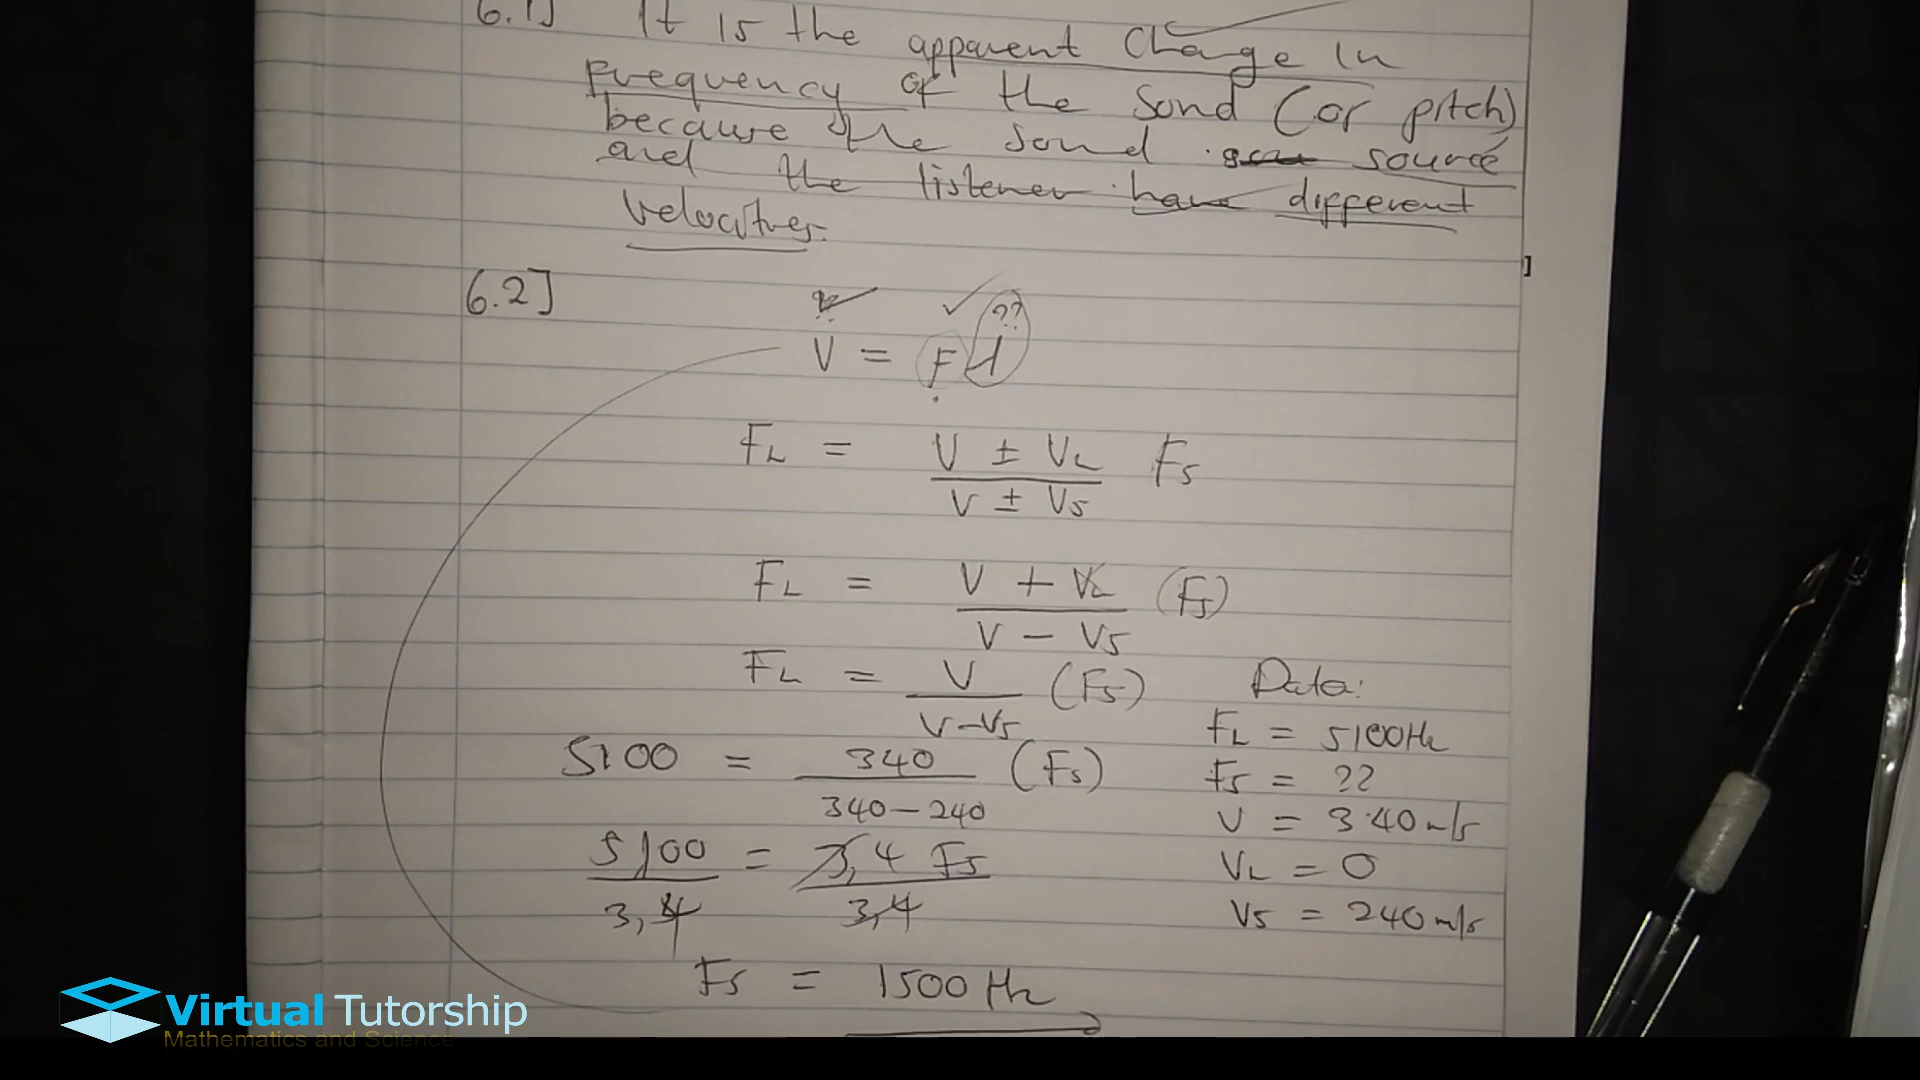 6.1] It is the apparent change in
frequency of the sond (or pitch)
because the sond source
and the listener have different
velocities.
6.2]
??
V = Fλ
FL = V ± VL / V ± VS FS
FL = V + VL / V - VS (FS)
FL = V / V-VS (FS)
5100 = 340 / 340-240 (FS)
5100 / 3,4 = 3,4 FS / 3,4
FS = 1500 Hz
Data:
FL = 5100Hz
FS = ??
V = 340 m/s
VL = 0
VS = 240 m/s
]
Virtual Tutorship
Mathematics and Science